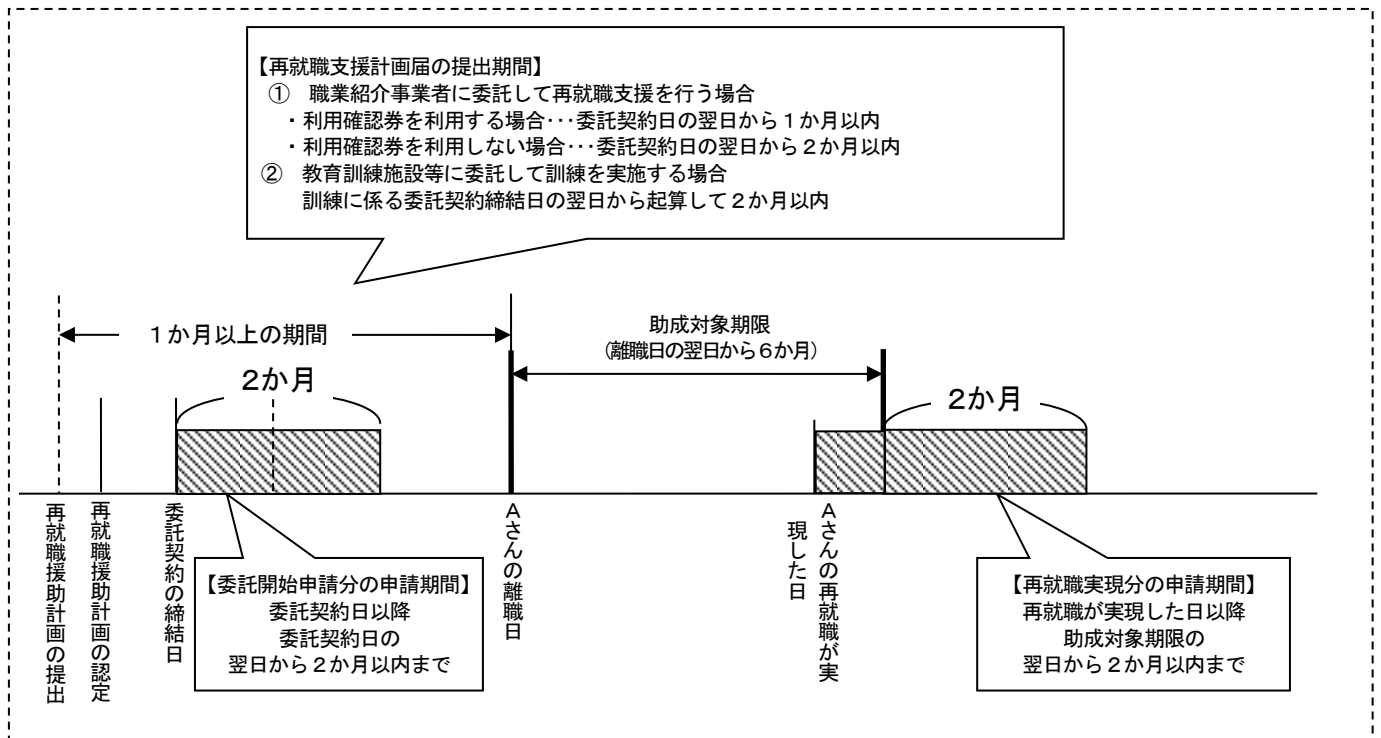 【再就職支援計画届の提出期間】
① 職業紹介事業者に委託して再就職支援を行う場合
・利用確認券を利用する場合･･･委託契約日の翌日から１か月以内
・利用確認券を利用しない場合･･･委託契約日の翌日から２か月以内
② 教育訓練施設等に委託して訓練を実施する場合
訓練に係る委託契約締結日の翌日から起算して２か月以内
１か月以上の期間
助成対象期限
（離職日の翌日から６か月）
２か月
２か月
再就職援助計画の提出
再就職援助計画の認定
委託契約の締結日
Ａさんの離職日
Ａさんの再就職が実
現した日
【委託開始申請分の申請期間】
委託契約日以降
委託契約日の
翌日から２か月以内まで
【再就職実現分の申請期間】
再就職が実現した日以降
助成対象期限の
翌日から２か月以内まで